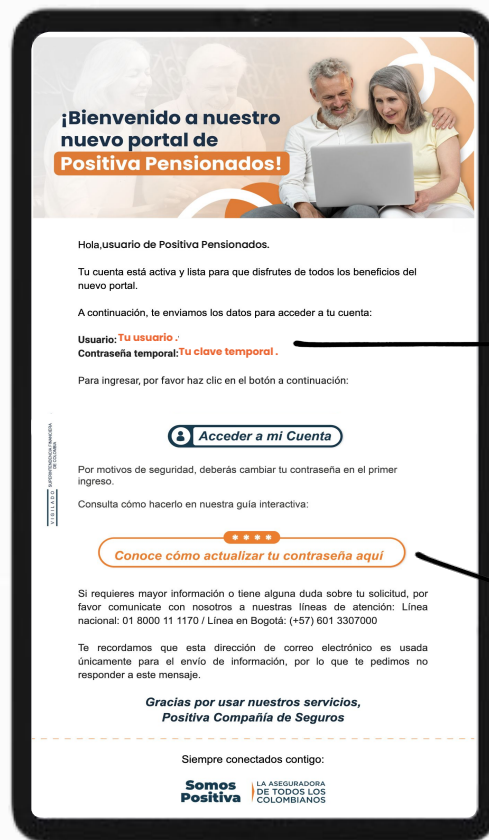 ¡Bienvenido a nuestro
nuevo portal de
Positiva Pensionados!
Hola,usuario de Positiva Pensionados.
Tu cuenta está activa y lista para que disfrutes de todos los beneficios del
nuevo portal.
A continuación, te enviamos los datos para acceder a tu cuenta:
Usuario:Tu usuario .
Contraseña temporal:Tu clave temporal .
Para ingresar, por favor haz clic en el botón a continuación:
Acceder a mi Cuenta
Por motivos de seguridad, deberás cambiar tu contraseña en el primer
ingreso.
Consulta cómo hacerlo en nuestra guía interactiva:
****
Conoce cómo actualizar tu contraseña aquí
Si requieres mayor información o tiene alguna duda sobre tu solicitud, por
favor comunicate con nosotros a nuestras líneas de atención: Línea
nacional: 01 8000 11 1170 / Línea en Bogotá: (+57) 601 3307000
Te recordamos que esta dirección de correo electrónico es usada
únicamente para el envío de información, por lo que te pedimos no
responder a este mensaje.
Gracias por usar nuestros servicios,
Positiva Compañía de Seguros
Siempre conectados contigo:
Somos
Positiva
LA ASEGURADORA
DE TODOS LOS
COLOMBIANOS
VIGILADO
SUPERINTENDENCIA FINANCIERA
DE COLOMBIA